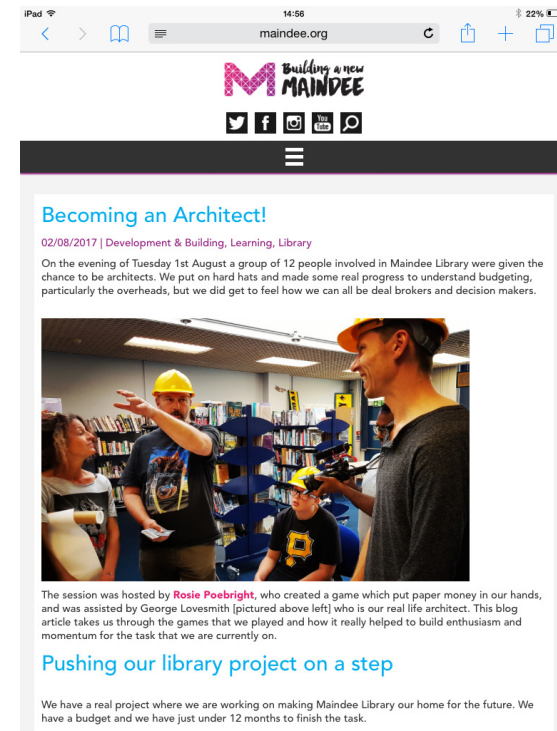 iPad 14:56 22%
maindee.org
Building a new
MAINDEE
You
Tube
Becoming an Architect!
02/08/2017 | Development & Building, Learning, Library
On the evening of Tuesday 1st August a group of 12 people involved in Maindee Library were given the
chance to be architects. We put on hard hats and made some real progress to understand budgeting,
particularly the overheads, but we did get to feel how we can all be deal brokers and decision makers.
The session was hosted by Rosie Poebright, who created a game which put paper money in our hands,
and was assisted by George Lovesmith [pictured above left] who is our real life architect. This blog
article takes us through the games that we played and how it really helped to build enthusiasm and
momentum for the task that we are currently on.
Pushing our library project on a step
We have a real project where we are working on making Maindee Library our home for the future. We
have a budget and we have just under 12 months to finish the task.